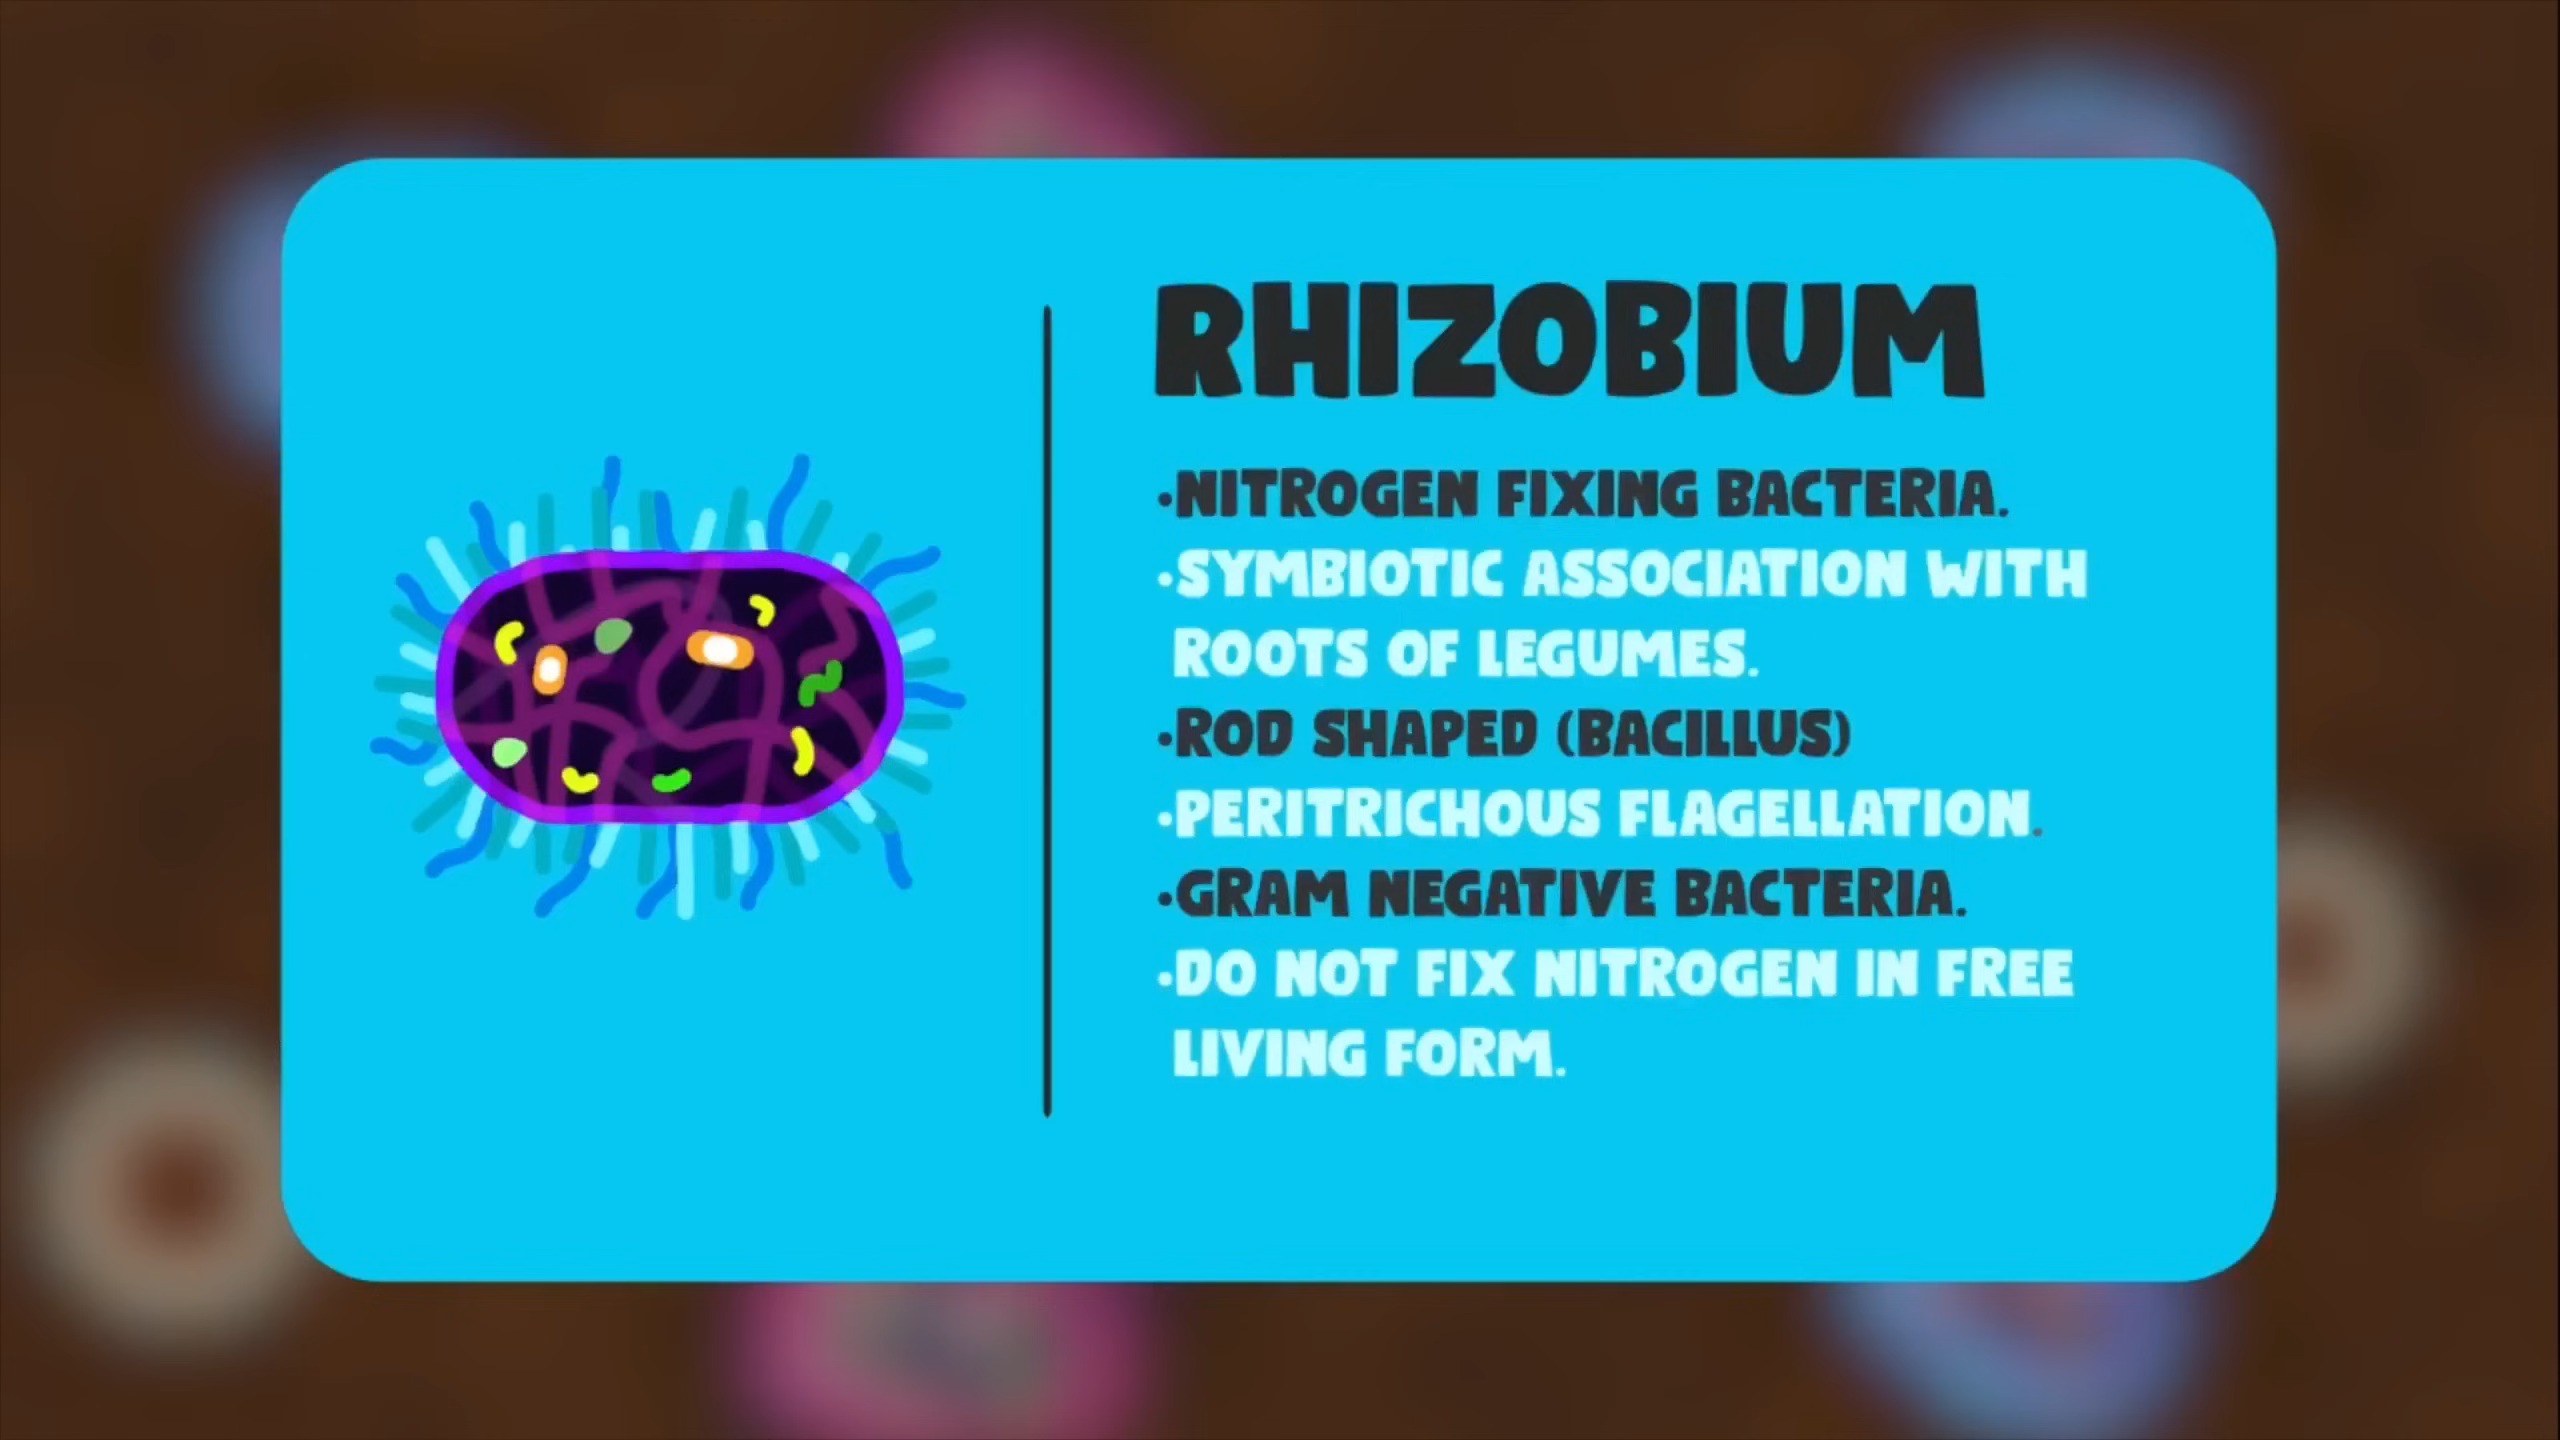 RHIZOBIUM
•NITROGEN FIXING BACTERIA.
•SYMBIOTIC ASSOCIATION WITH
ROOTS OF LEGUMES.
•ROD SHAPED (BACILLUS)
•PERITRICHOUS FLAGELLATION.
•GRAM NEGATIVE BACTERIA.
•DO NOT FIX NITROGEN IN FREE
LIVING FORM.